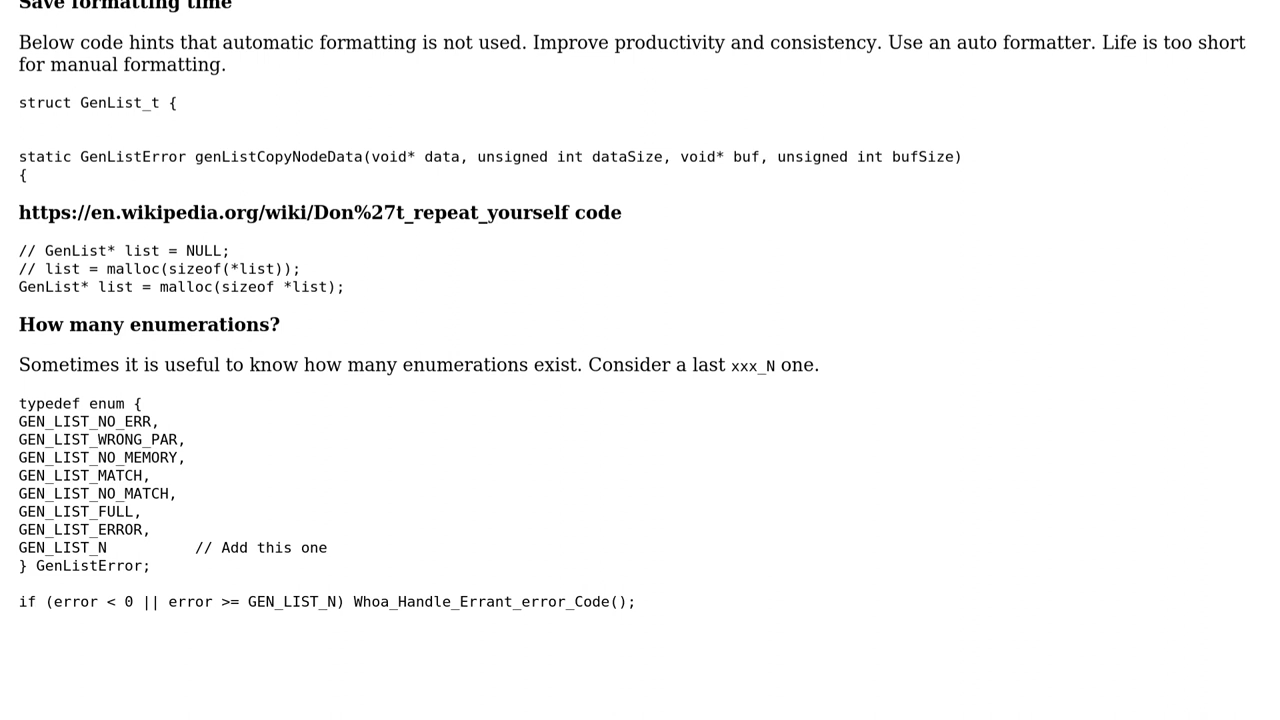 Save formatting time
Below code hints that automatic formatting is not used. Improve productivity and consistency. Use an auto formatter. Life is too short
for manual formatting.
struct GenList_t {
static GenListError genListCopyNodeData(void* data, unsigned int dataSize, void* buf, unsigned int bufSize)
{
https://en.wikipedia.org/wiki/Don%27t_repeat_yourself code
// GenList* list = NULL;
// list = malloc(sizeof(*list));
GenList* list = malloc(sizeof *list);
How many enumerations?
Sometimes it is useful to know how many enumerations exist. Consider a last xxx_N one.
typedef enum {
GEN_LIST_NO_ERR,
GEN_LIST_WRONG_PAR,
GEN_LIST_NO_MEMORY,
GEN_LIST_MATCH,
GEN_LIST_NO_MATCH,
GEN_LIST_FULL,
GEN_LIST_ERROR,
GEN_LIST_N          // Add this one
} GenListError;
if (error < 0 || error >= GEN_LIST_N) Whoa_Handle_Errant_error_Code();